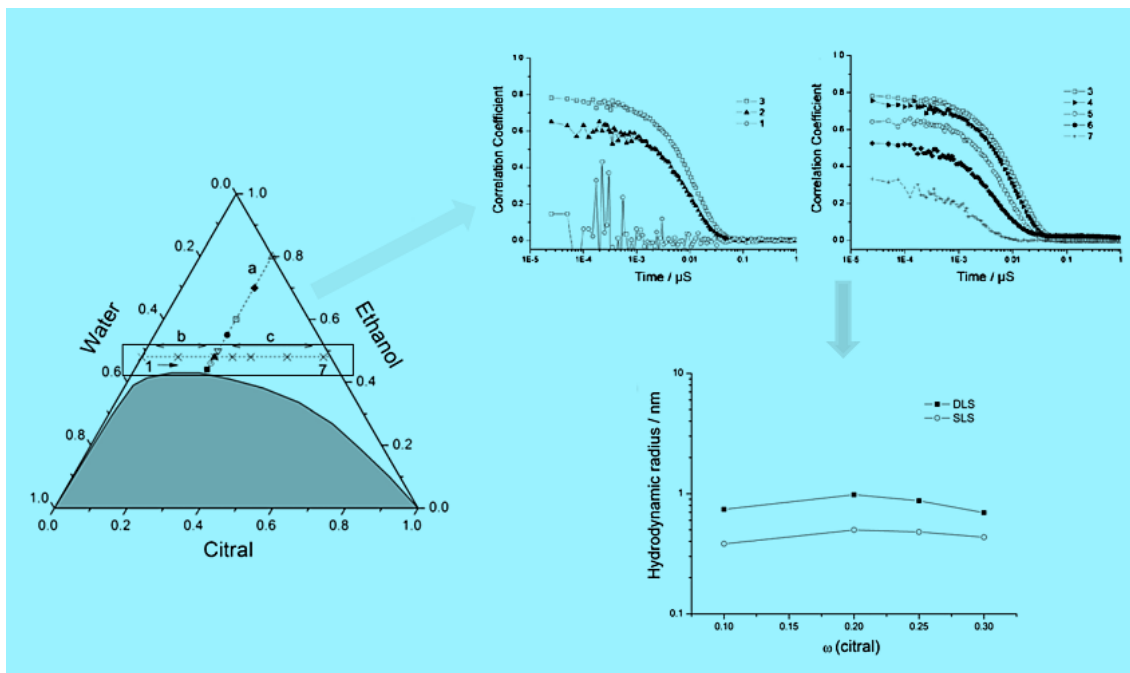 0.0
1.0
0.2
0.8
a
Water
0.4
0.6
Ethanol
b
c
1
7
0.6
0.4
0.8
0.2
1.0
0.0
0.0
0.2
0.4
0.6
0.8
1.0
Citral
Correlation Coefficient
1.0
0.8
0.6
0.4
0.2
0.0
3
2
1
1E-5
1E-4
1E-3
0.01
0.1
1
Time / µS
Correlation Coefficient
1.0
0.8
0.6
0.4
0.2
0.0
3
4
5
6
7
1E-5
1E-4
1E-3
0.01
0.1
1
Time / µS
Hydrodynamic radius / nm
10
1
0.1
DLS
SLS
0.10
0.15
0.20
0.25
0.30
ω (citral)